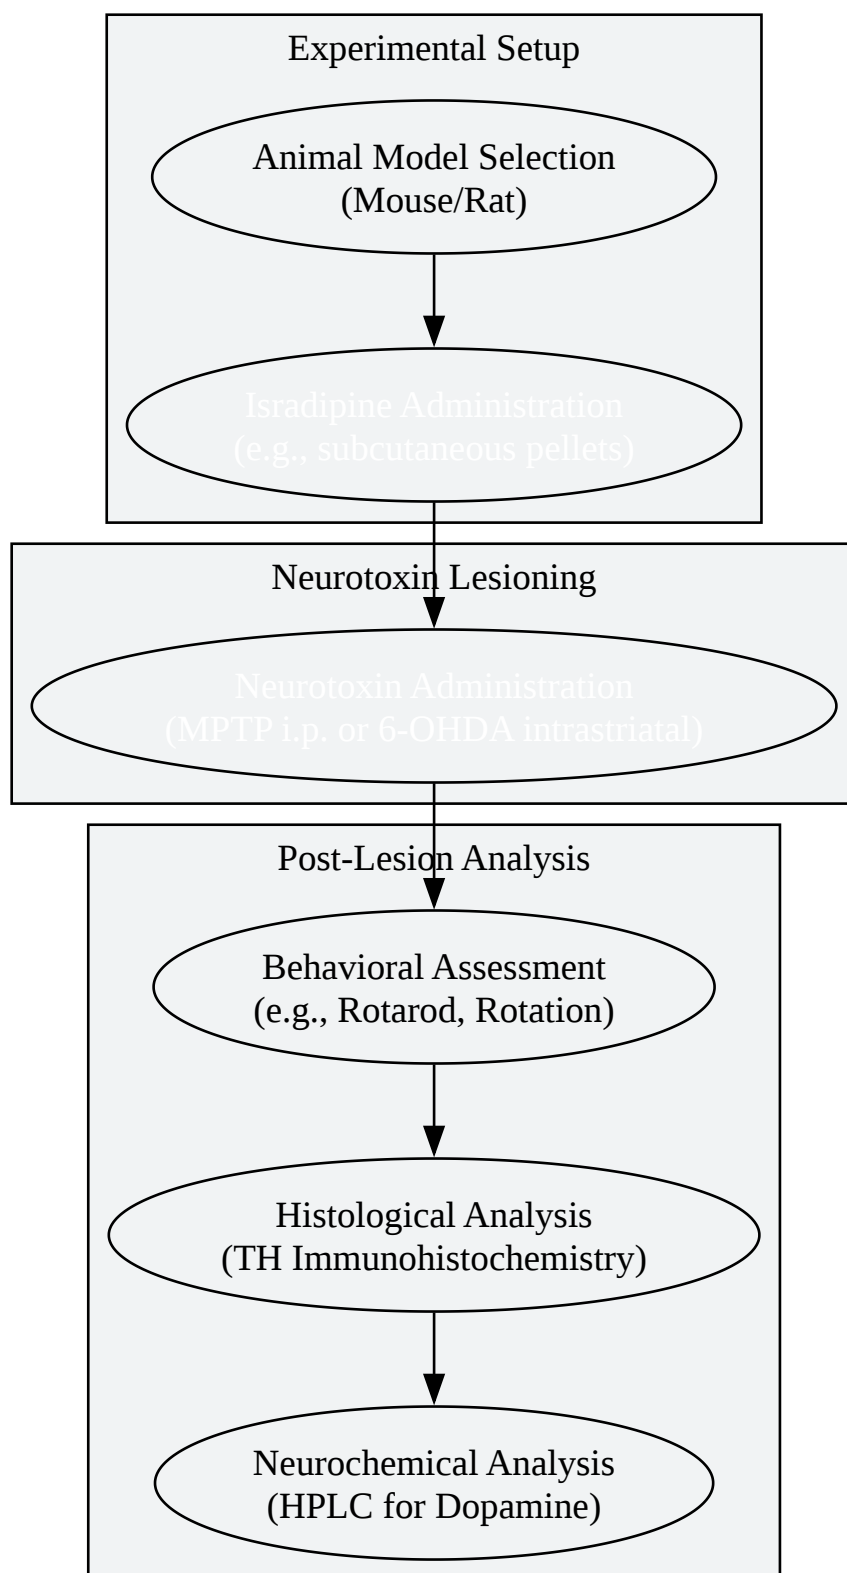 Experimental Setup
Animal Model Selection
(Mouse/Rat)
Isradipine Administration
(e.g., subcutaneous pellets)
Neurotoxin Lesioning
Neurotoxin Administration
(MPTP i.p. or 6-OHDA intrastriatal)
Post-Lesion Analysis
Behavioral Assessment
(e.g., Rotarod, Rotation)
Histological Analysis
(TH Immunohistochemistry)
Neurochemical Analysis
(HPLC for Dopamine)